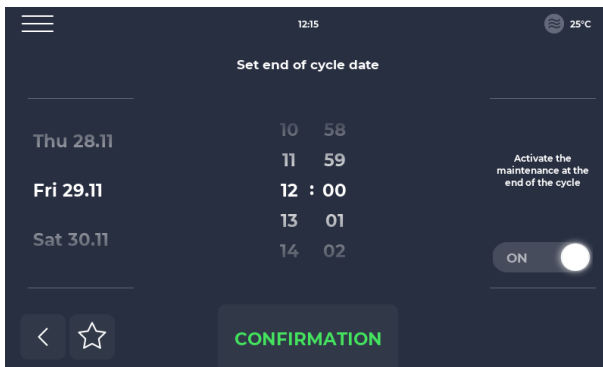 12:15
25°C
Set end of cycle date
Thu 28.11
Fri 29.11
Sat 30.11
10 58
11 59
12 : 00
13 01
14 02
Activate the
maintenance at the
end of the cycle
ON
CONFIRMATION